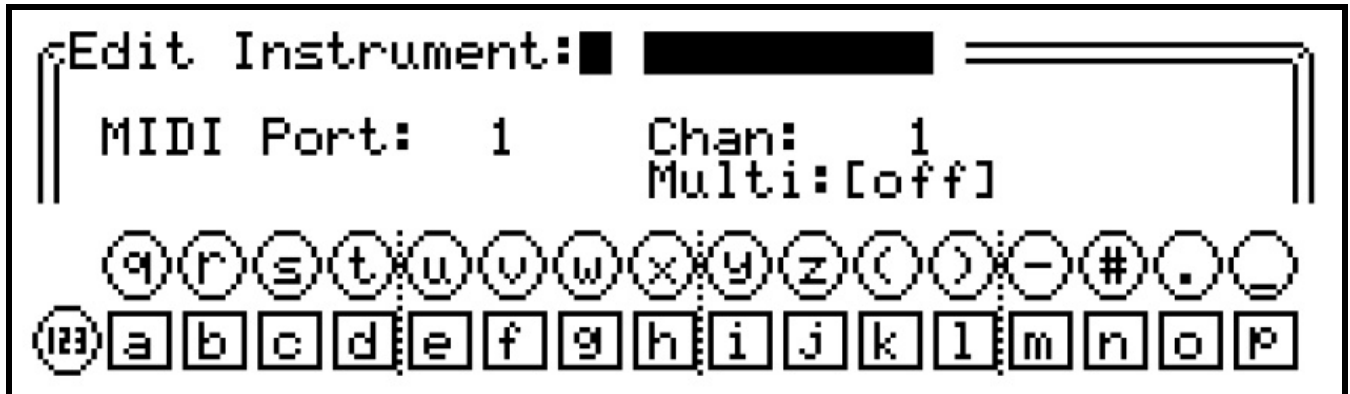 Edit Instrument:
MIDI Port: 1 Chan: 1
Multi:[off]
q r s t u v w x y z ( ) - # . _
123 a b c d e f g h i j k l m n o p